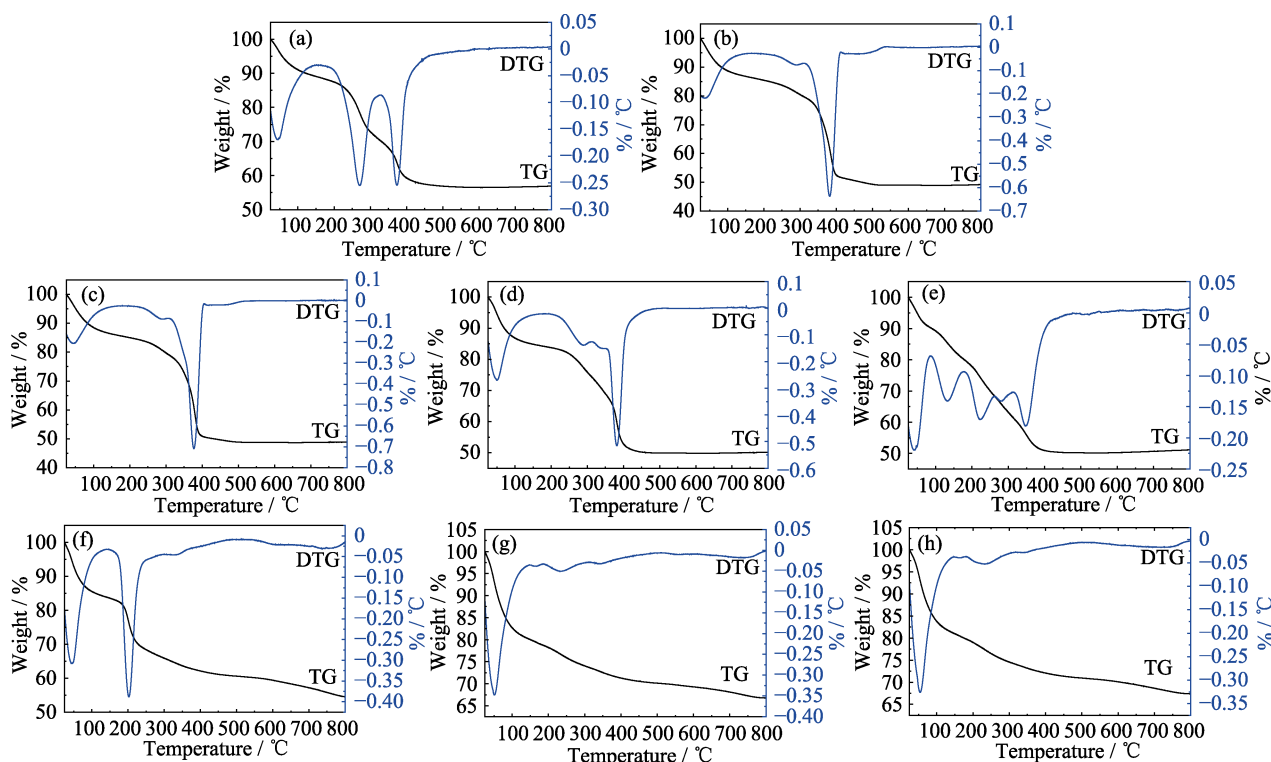 (a)
Weight / %
100
90
80
70
60
50
100 200 300 400 500 600 700 800
Temperature / ℃
DTG
TG
0.05
0
−0.05
−0.10
−0.15
−0.20
−0.25
−0.30
% / ℃
(b)
Weight / %
100
90
80
70
60
50
40
100 200 300 400 500 600 700 800
Temperature / ℃
DTG
TG
0.1
0
−0.1
−0.2
−0.3
−0.4
−0.5
−0.6
−0.7
% / ℃
(c)
Weight / %
100
90
80
70
60
50
40
100 200 300 400 500 600 700 800
Temperature / ℃
DTG
TG
0.1
0
−0.1
−0.2
−0.3
−0.4
−0.5
−0.6
−0.7
−0.8
% / ℃
(d)
Weight / %
100
90
80
70
60
50
100 200 300 400 500 600 700 800
Temperature / ℃
DTG
TG
0.1
0
−0.1
−0.2
−0.3
−0.4
−0.5
−0.6
% / ℃
(e)
Weight / %
100
90
80
70
60
50
100 200 300 400 500 600 700 800
Temperature / ℃
DTG
TG
0.05
0
−0.05
−0.10
−0.15
−0.20
−0.25
% / ℃
(f)
Weight / %
100
90
80
70
60
50
100 200 300 400 500 600 700 800
Temperature / ℃
DTG
TG
0
−0.05
−0.10
−0.15
−0.20
−0.25
−0.30
−0.35
−0.40
% / ℃
(g)
Weight / %
105
100
95
90
85
80
75
70
65
100 200 300 400 500 600 700 800
Temperature / ℃
DTG
TG
0.05
0
−0.05
−0.10
−0.15
−0.20
−0.25
−0.30
−0.35
−0.40
% / ℃
(h)
Weight / %
105
100
95
90
85
80
75
70
65
100 200 300 400 500 600 700 800
Temperature / ℃
DTG
TG
0
−0.05
−0.10
−0.15
−0.20
−0.25
−0.30
−0.35
% / ℃